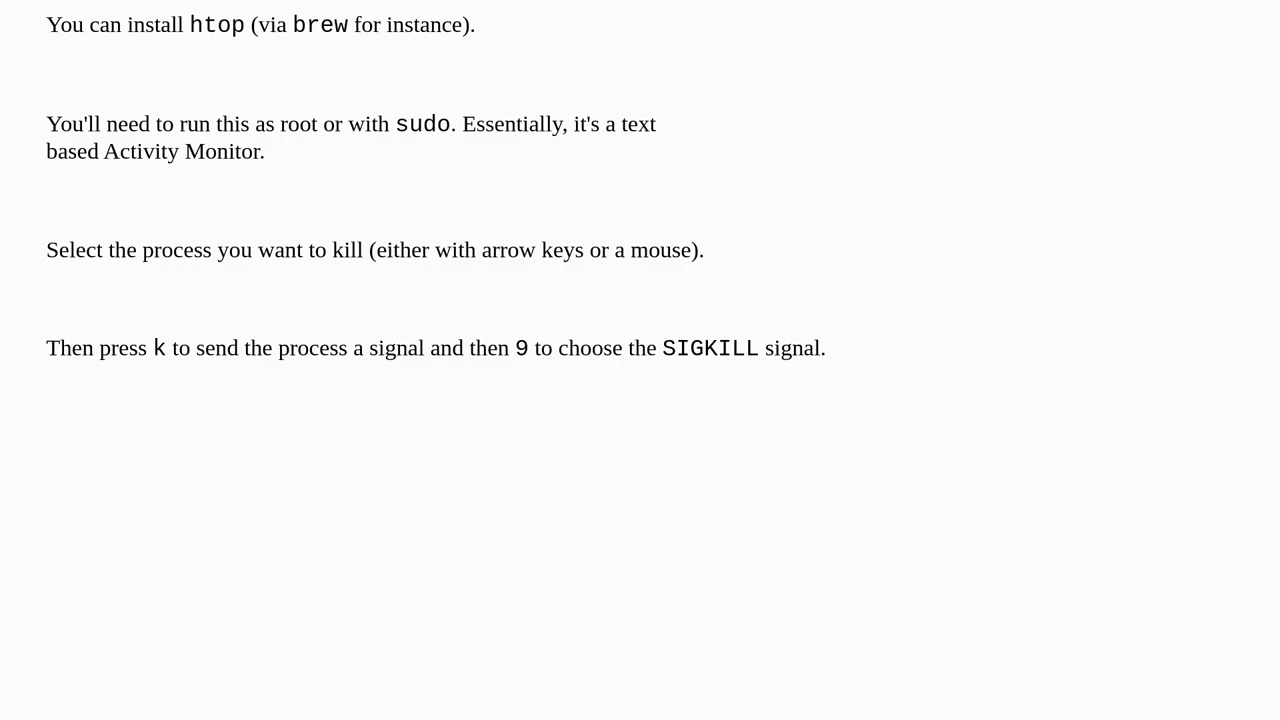 You can install htop (via brew for instance).
You'll need to run this as root or with sudo. Essentially, it's a text
based Activity Monitor.
Select the process you want to kill (either with arrow keys or a mouse).
Then press k to send the process a signal and then 9 to choose the SIGKILL signal.